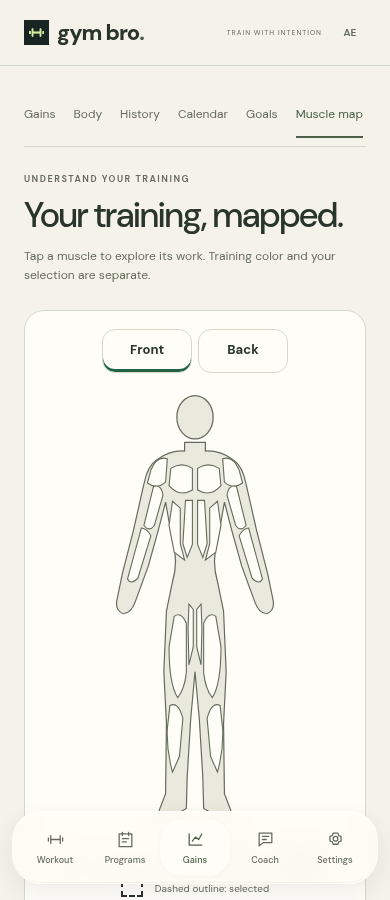 gym bro.
TRAIN WITH INTENTION
AE
Gains Body History Calendar Goals Muscle map
UNDERSTAND YOUR TRAINING
Your training, mapped.
Tap a muscle to explore its work. Training color and your
selection are separate.
Front Back
Workout Programs Gains Coach Settings
Dashed outline: selected